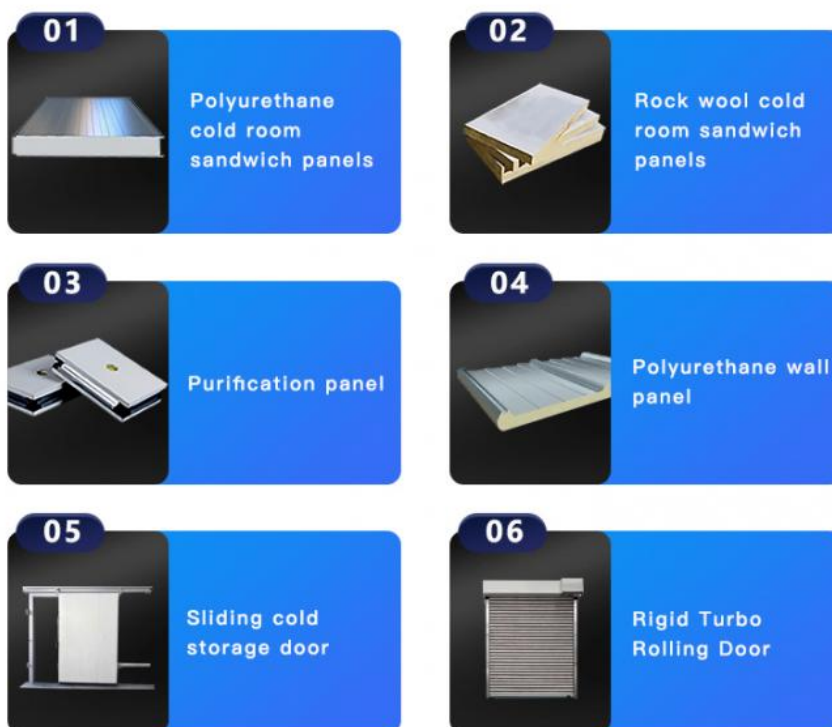 01
Polyurethane
cold room
sandwich panels
02
Rock wool cold
room sandwich
panels
03
Purification panel
04
Polyurethane wall
panel
05
Sliding cold
storage door
06
Rigid Turbo
Rolling Door